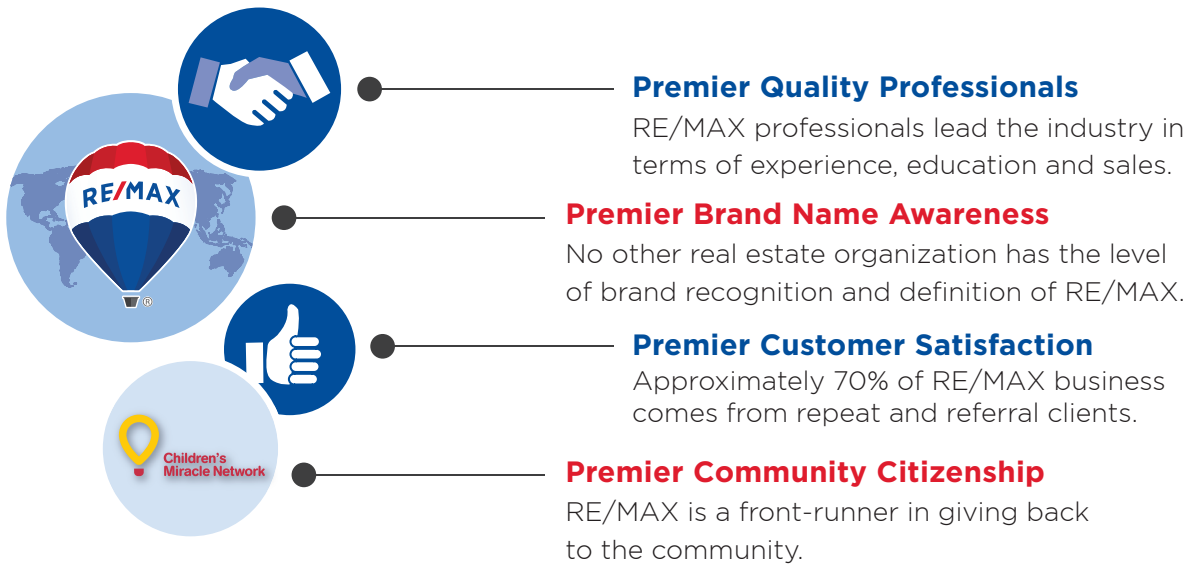 Premier Quality Professionals
RE/MAX professionals lead the industry in
terms of experience, education and sales.
RE/MAX
®
Premier Brand Name Awareness
No other real estate organization has the level
of brand recognition and definition of RE/MAX.
Premier Customer Satisfaction
Approximately 70% of RE/MAX business
comes from repeat and referral clients.
Children's
Miracle Network
Premier Community Citizenship
RE/MAX is a front-runner in giving back
to the community.